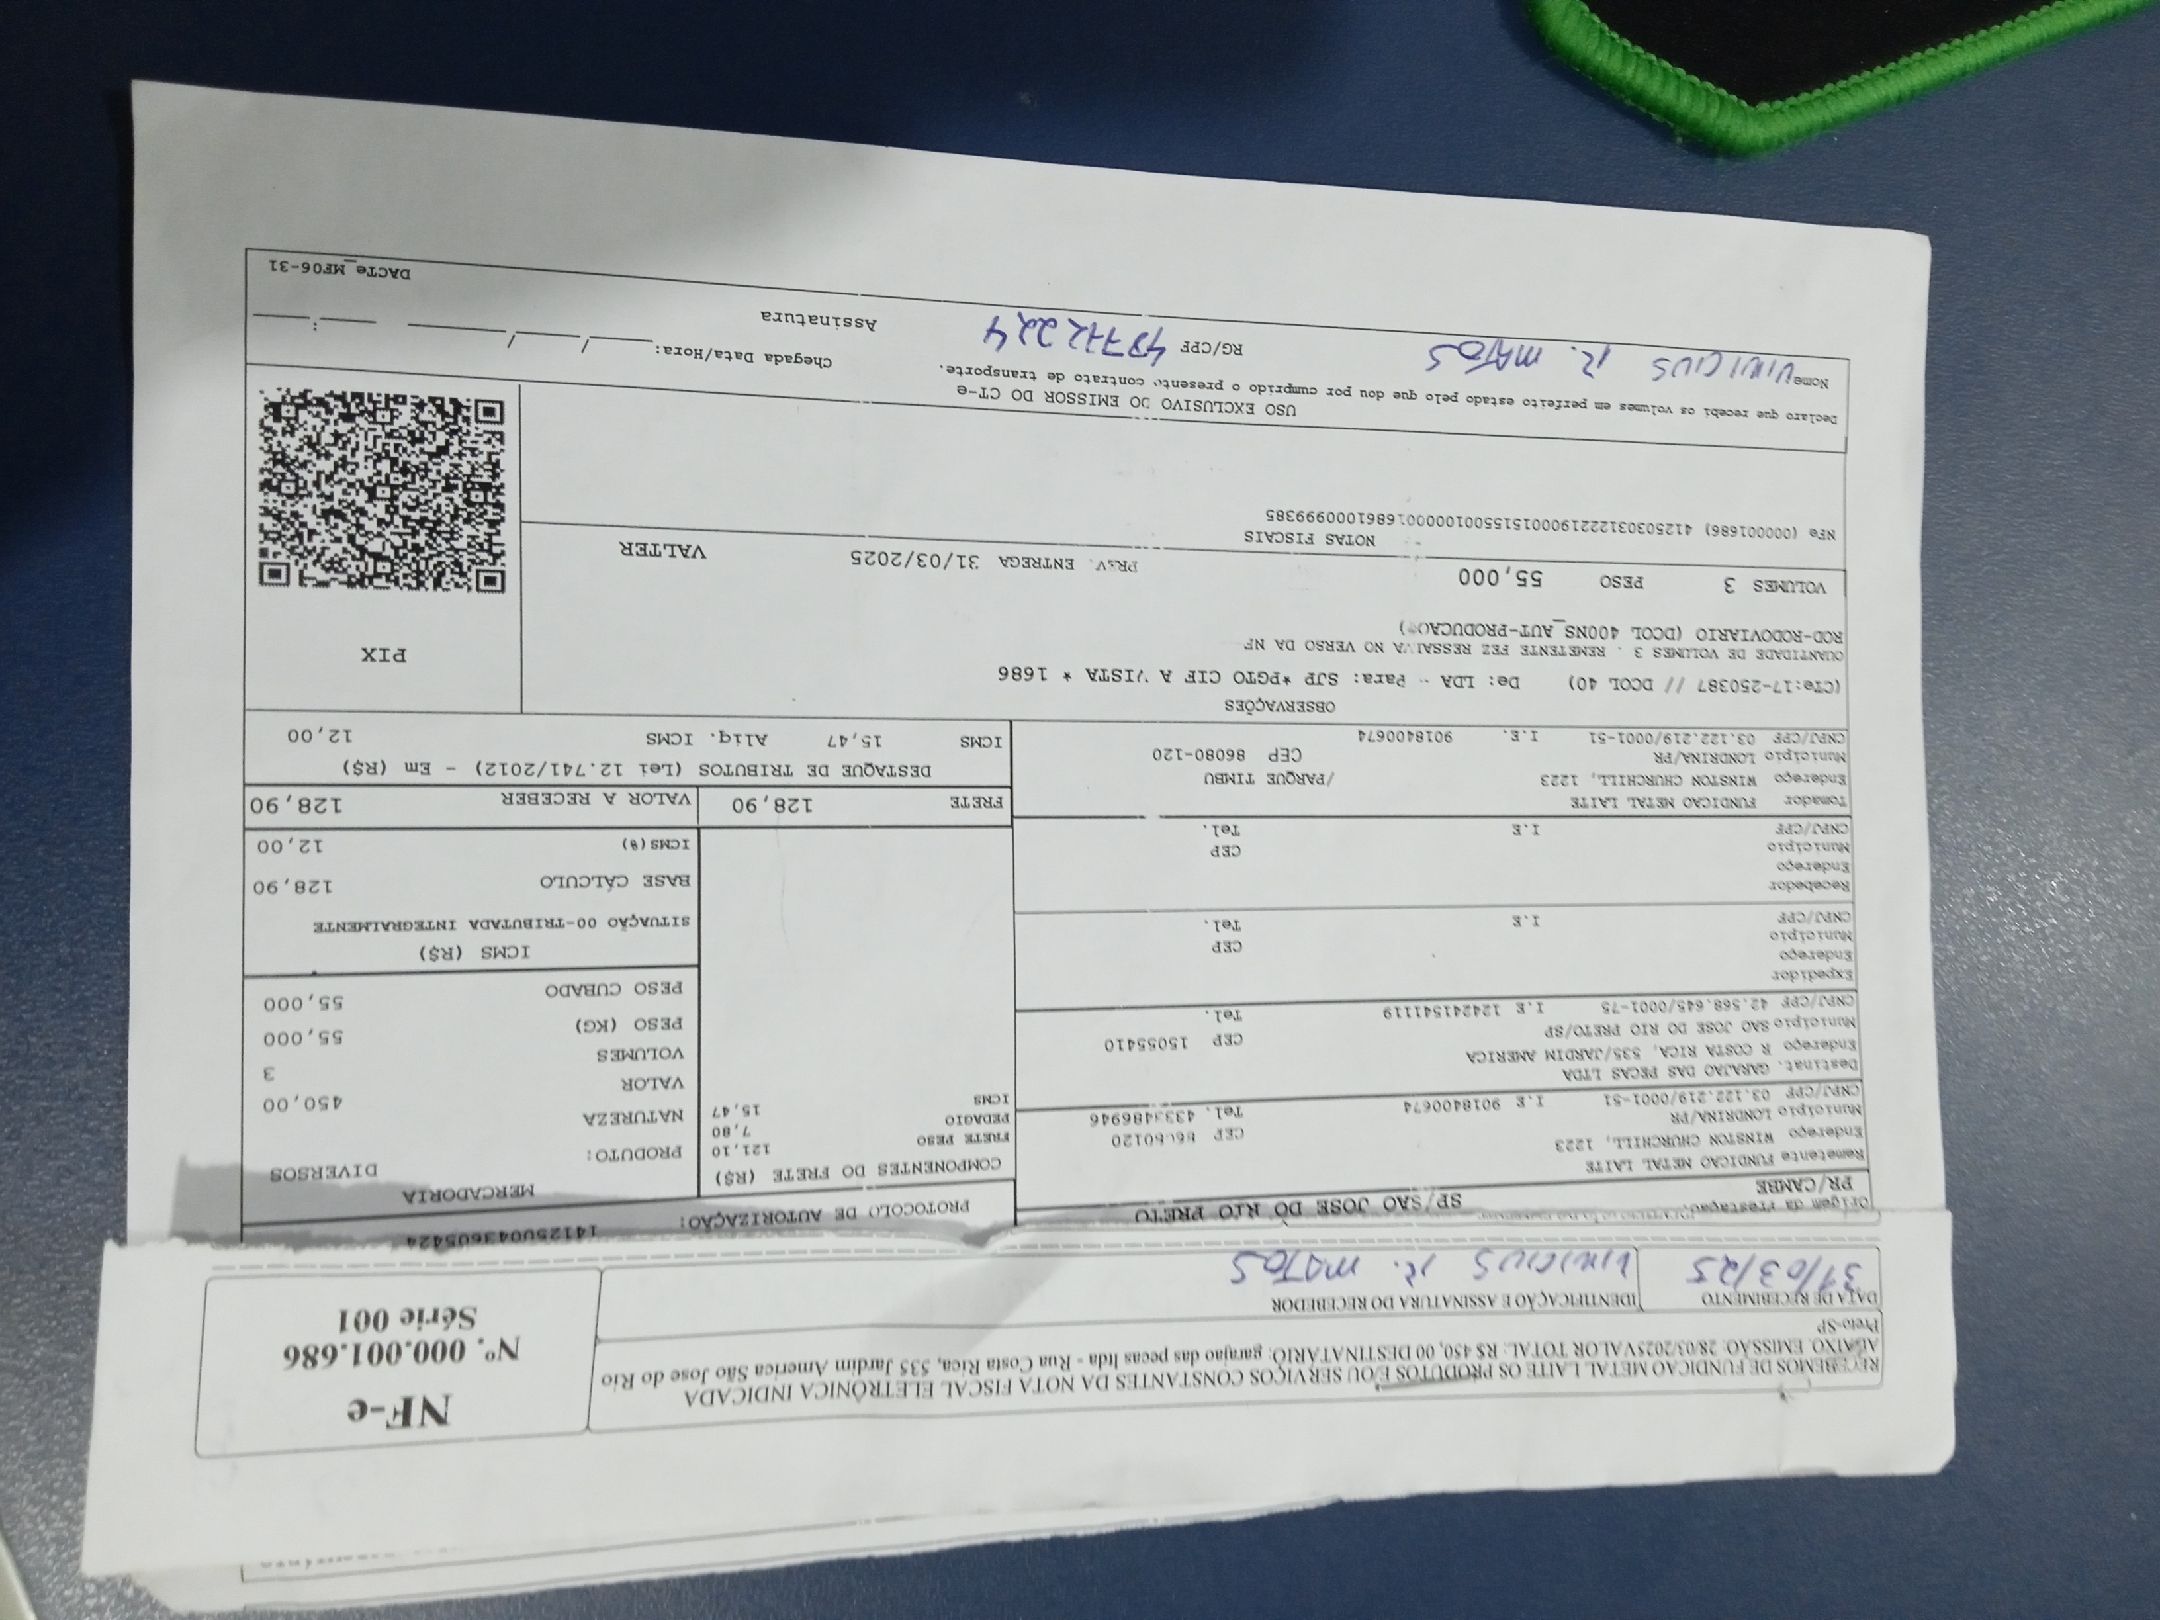 RECEBEMOS DE FUNDICAO METAL LAITE OS PRODUTOS E/OU SERVIÇOS CONSTANTES DA NOTA FISCAL ELETRÔNICA INDICADA
ABAIXO. EMISSÃO: 28/03/2025 VALOR TOTAL: R$ 450,00 DESTINATÁRIO: garajao das pecas ltda - Rua Costa Rica, 535 Jardim America São Jose do Rio
Preto-SP
NF-e
Nº. 000.001.686
Série 001
DATA DE RECEBIMENTO
31/03/25
IDENTIFICAÇÃO E ASSINATURA DO RECEBEDOR
VINICIUS R. MATOS
Origem da Prestação:
PR/CAMBE
SP/SAO JOSE DO RIO PRETO
PROTOCOLO DE AUTORIZAÇÃO:
141250043605424
Remetente FUNDICAO METAL LAITE
Endereço WINSTON CHURCHILL, 1223
Município LONDRINA/PR
CEP 86080120
CNPJ/CPF 03.122.219/0001-51 I.E 9018400674 Tel. 4334486946
Destinat. GARAJAO DAS PECAS LTDA
Endereço R COSTA RICA, 535/JARDIM AMERICA
Município SAO JOSE DO RIO PRETO/SP CEP 15055410
CNPJ/CPF 42.568.645/0001-75 I.E 124241541119 Tel.
Expedidor
Endereço
Município CEP
CNPJ/CPF I.E Tel.
Recebedor
Endereço
Município CEP
CNPJ/CPF I.E Tel.
Tomador FUNDICAO METAL LAITE
Endereço WINSTON CHURCHILL, 1223 /PARQUE TIMBU
Município LONDRINA/PR CEP 86080-120
CNPJ/CPF 03.122.219/0001-51 I.E. 9018400674
COMPONENTES DO FRETE (R$)
FRETE PESO 121,10
PEDAGIO 7,80
ICMS 15,47
MERCADORIA
PRODUTO: DIVERSOS
NATUREZA
VALOR 450,00
VOLUMES 3
PESO (KG) 55,000
PESO CUBADO 55,000
ICMS (R$)
SITUAÇÃO 00-TRIBUTADA INTEGRALMENTE
BASE CÁLCULO 128,90
ICMS(%) 12,00
FRETE 128,90 VALOR A RECEBER 128,90
DESTAQUE DE TRIBUTOS (Lei 12.741/2012) - Em (R$)
ICMS 15,47 Aliq. ICMS 12,00
OBSERVAÇÕES
(CTe:17-250387 // DCOL 40) De: LDA - Para: SJP *PGTO CIF A VISTA * 1686
QUANTIDADE DE VOLUMES 3 . REMETENTE FEZ RESSALVA NO VERSO DA NF
ROD-RODOVIARIO (DCOL 400NS_AUT-PRODUCAO*)
PIX
VOLUMES 3 PESO 55,000 PREV. ENTREGA 31/03/2025 VALTER
NOTAS FISCAIS
NFe (00001686) 41250303122219000151550010000016861000999385
USO EXCLUSIVO DO EMISSOR DO CT-e
Declaro que recebi os volumes em perfeito estado pelo que dou por cumprido o presente contrato de transporte.
Nome VINICIUS R. MATOS RG/CPF Assinatura
Chegada Data/Hora: ___/___/___ ___:___
DACTe_MF06-31